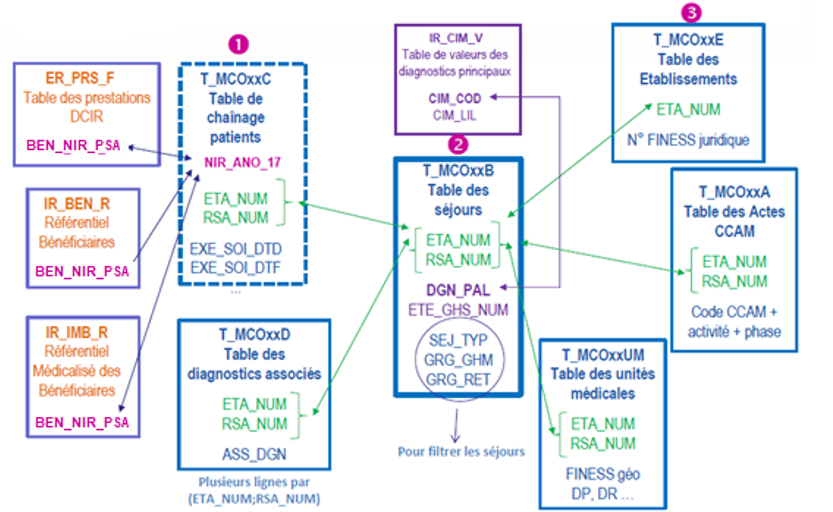 1
3
ER_PRS_F
Table des prestations
DCIR
BEN_NIR_PSA
IR_BEN_R
Référentiel
Bénéficiaires
BEN_NIR_PSA
IR_IMB_R
Référentiel
Médicalisé des
Bénéficiaires
BEN_NIR_PSA
T_MCOxxC
Table de
chaînage
patients
NIR_ANO_17
ETA_NUM
RSA_NUM
EXE_SOI_DTD
EXE_SOI_DTF
...
T_MCOxxD
Table des
diagnostics associés
ETA_NUM
RSA_NUM
ASS_DGN
Plusieurs lignes par
(ETA_NUM;RSA_NUM)
IR_CIM_V
Table de valeurs des
diagnostics principaux
CIM_COD
CIM_LIL
2
T_MCOxxB
Table des
séjours
ETA_NUM
RSA_NUM
DGN_PAL
ETE_GHS_NUM
SEJ_TYP
GRG_GHM
GRG_RET
Pour filtrer les séjours
T_MCOxxE
Table des
Etablissements
ETA_NUM
N° FINESS juridique
T_MCOxxA
Table des Actes
CCAM
ETA_NUM
RSA_NUM
Code CCAM +
activité + phase
T_MCOxxUM
Table des unités
médicales
ETA_NUM
RSA_NUM
FINESS géo
DP, DR ...